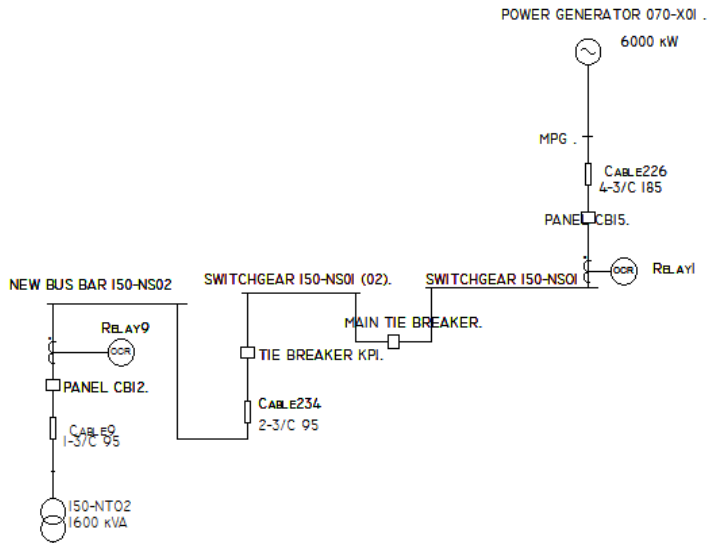 POWER GENERATOR 070-X01 .
6000 KW
MPG .
CABLE226
4-3/C 185
PANEL CB15.
OCR
RELAY1
SWITCHGEAR 150-NS01
SWITCHGEAR 150-NS01 (02).
NEW BUS BAR 150-NS02
MAIN TIE BREAKER.
RELAY9
OCR
TIE BREAKER KP1.
PANEL CB12.
CABLE234
2-3/C 95
CABLE9
1-3/C 95
150-NT02
1600 KVA